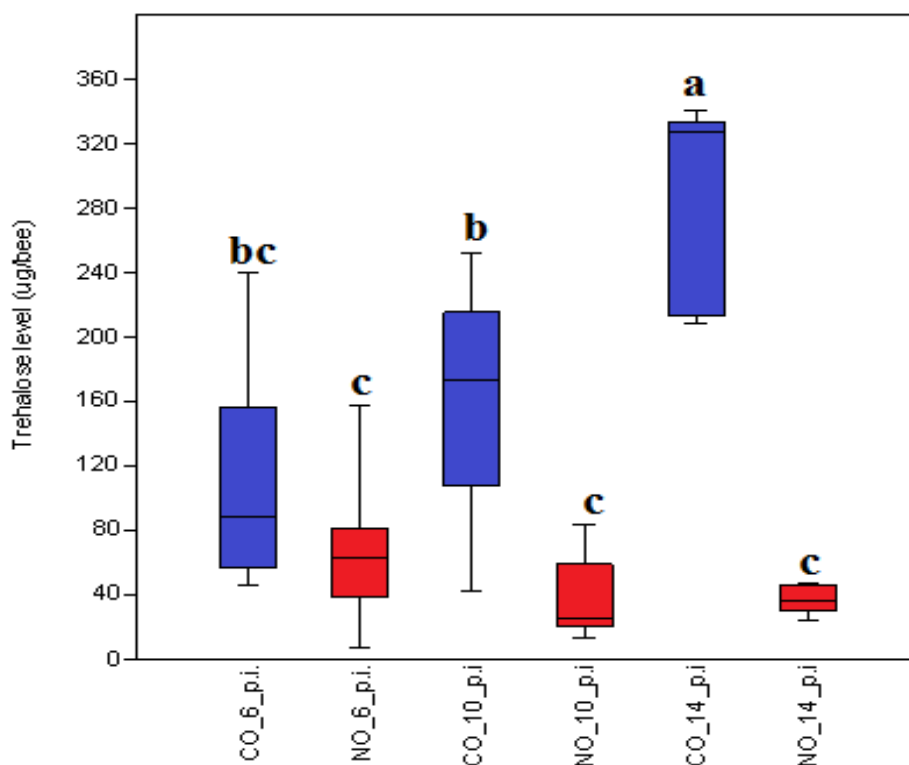 Trehalose level (ug/bee)
360
320
280
240
200
160
120
80
40
0
bc
c
b
c
a
c
CO_6_p.i.
NO_6_p.i.
CO_10_p.i
NO_10_p.i
CO_14_p.i
NO_14_p.i